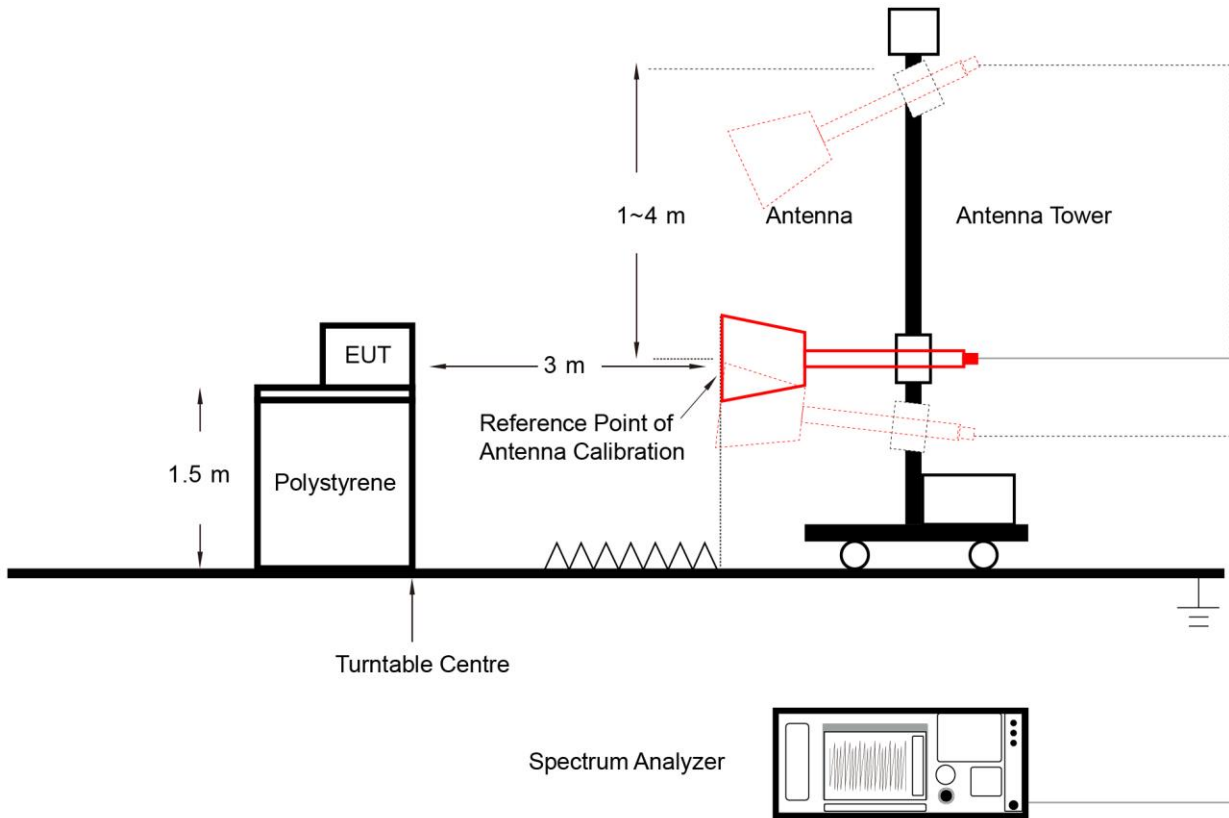 1~4 m
Antenna
Antenna Tower
EUT
3 m
Reference Point of
Antenna Calibration
1.5 m
Polystyrene
Turntable Centre
Spectrum Analyzer